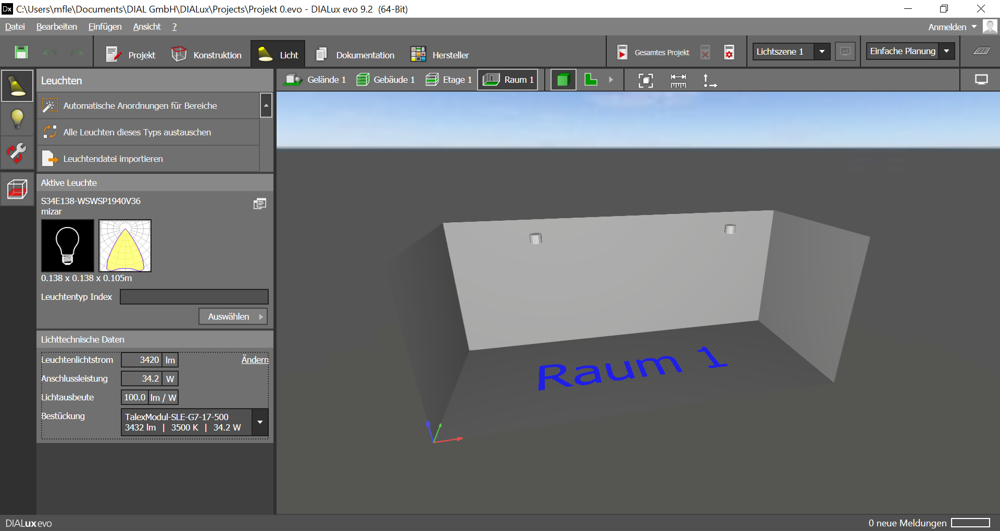 Dx C:\Users\mfle\Documents\DIAL GmbH\DIALux\Projects\Projekt 0.evo - DIALux evo 9.2 (64-Bit)
Datei Bearbeiten Einfügen Ansicht ? Anmelden
Projekt Konstruktion Licht Dokumentation Hersteller Gesamtes Projekt Lichtszene 1 Einfache Planung
Leuchten
Gelände 1 Gebäude 1 Etage 1 Raum 1
Automatische Anordnungen für Bereiche
Alle Leuchten dieses Typs austauschen
Leuchtendatei importieren
Aktive Leuchte
S34E138-WSWSP1940V36
mizar
0.138 x 0.138 x 0.105m
Leuchtentyp Index
Auswählen
Lichttechnische Daten
Leuchtenlichtstrom 3420 lm Ändern
Anschlussleistung 34.2 W
Lichtausbeute 100.0 lm / W
Bestückung TalexModul-SLE-G7-17-500
3432 lm | 3500 K | 34.2 W
Raum 1
DIALux evo
0 neue Meldungen